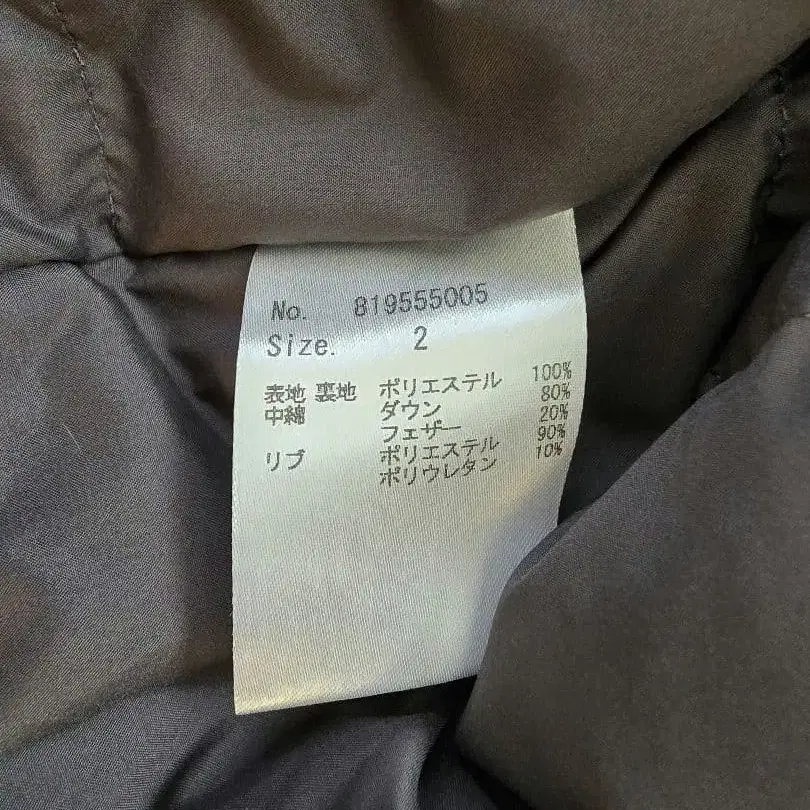 No. 819555005
Size. 2
表地 裏地 ポリエステル 100%
中綿 ダウン 80%
フェザー 20%
リブ ポリエステル 90%
ポリウレタン 10%